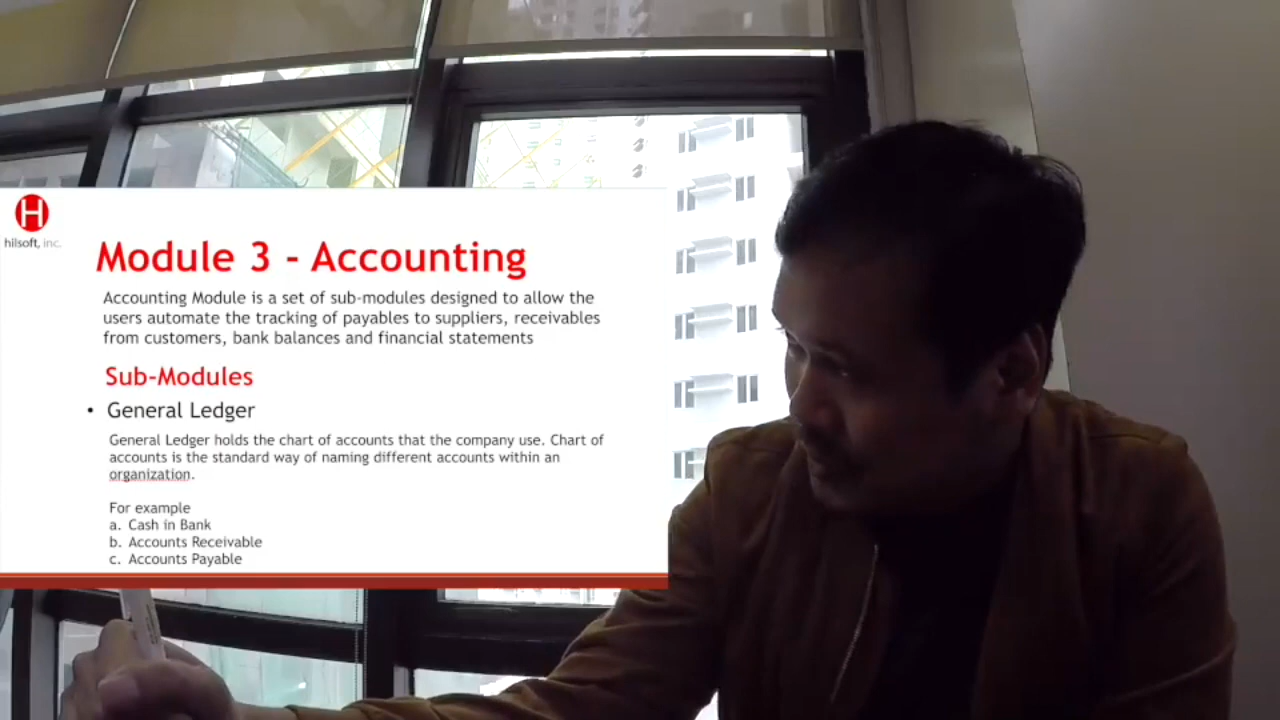 H
hilsoft, inc.
Module 3 - Accounting
Accounting Module is a set of sub-modules designed to allow the
users automate the tracking of payables to suppliers, receivables
from customers, bank balances and financial statements
Sub-Modules
• General Ledger
General Ledger holds the chart of accounts that the company use. Chart of
accounts is the standard way of naming different accounts within an
organization.
For example
a. Cash in Bank
b. Accounts Receivable
c. Accounts Payable